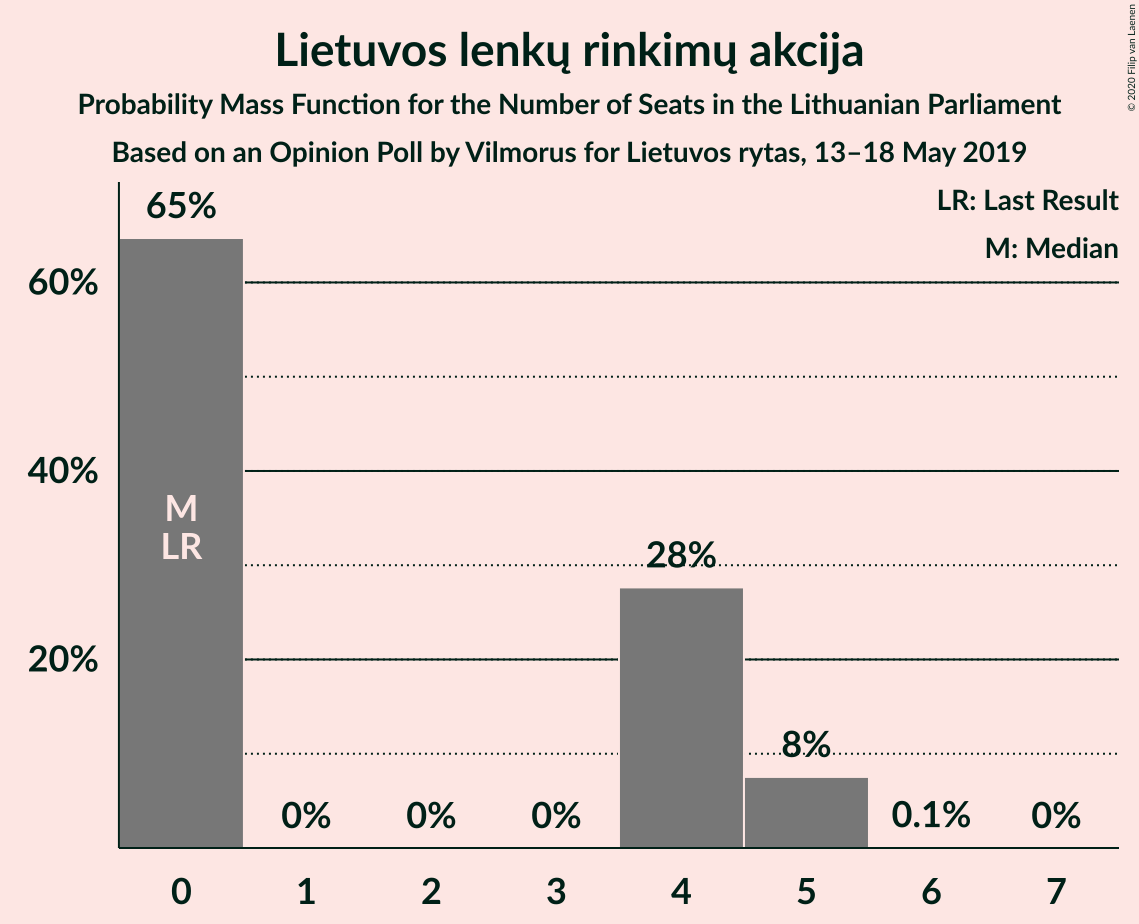 Lietuvos lenkų rinkimų akcija
Probability Mass Function for the Number of Seats in the Lithuanian Parliament
Based on an Opinion Poll by Vilmorus for Lietuvos rytas, 13–18 May 2019
© 2020 Filip van Laenen
LR: Last Result
M: Median
65%
60%
40%
20%
M
LR
0%
0%
0%
28%
8%
0.1%
0%
0
1
2
3
4
5
6
7